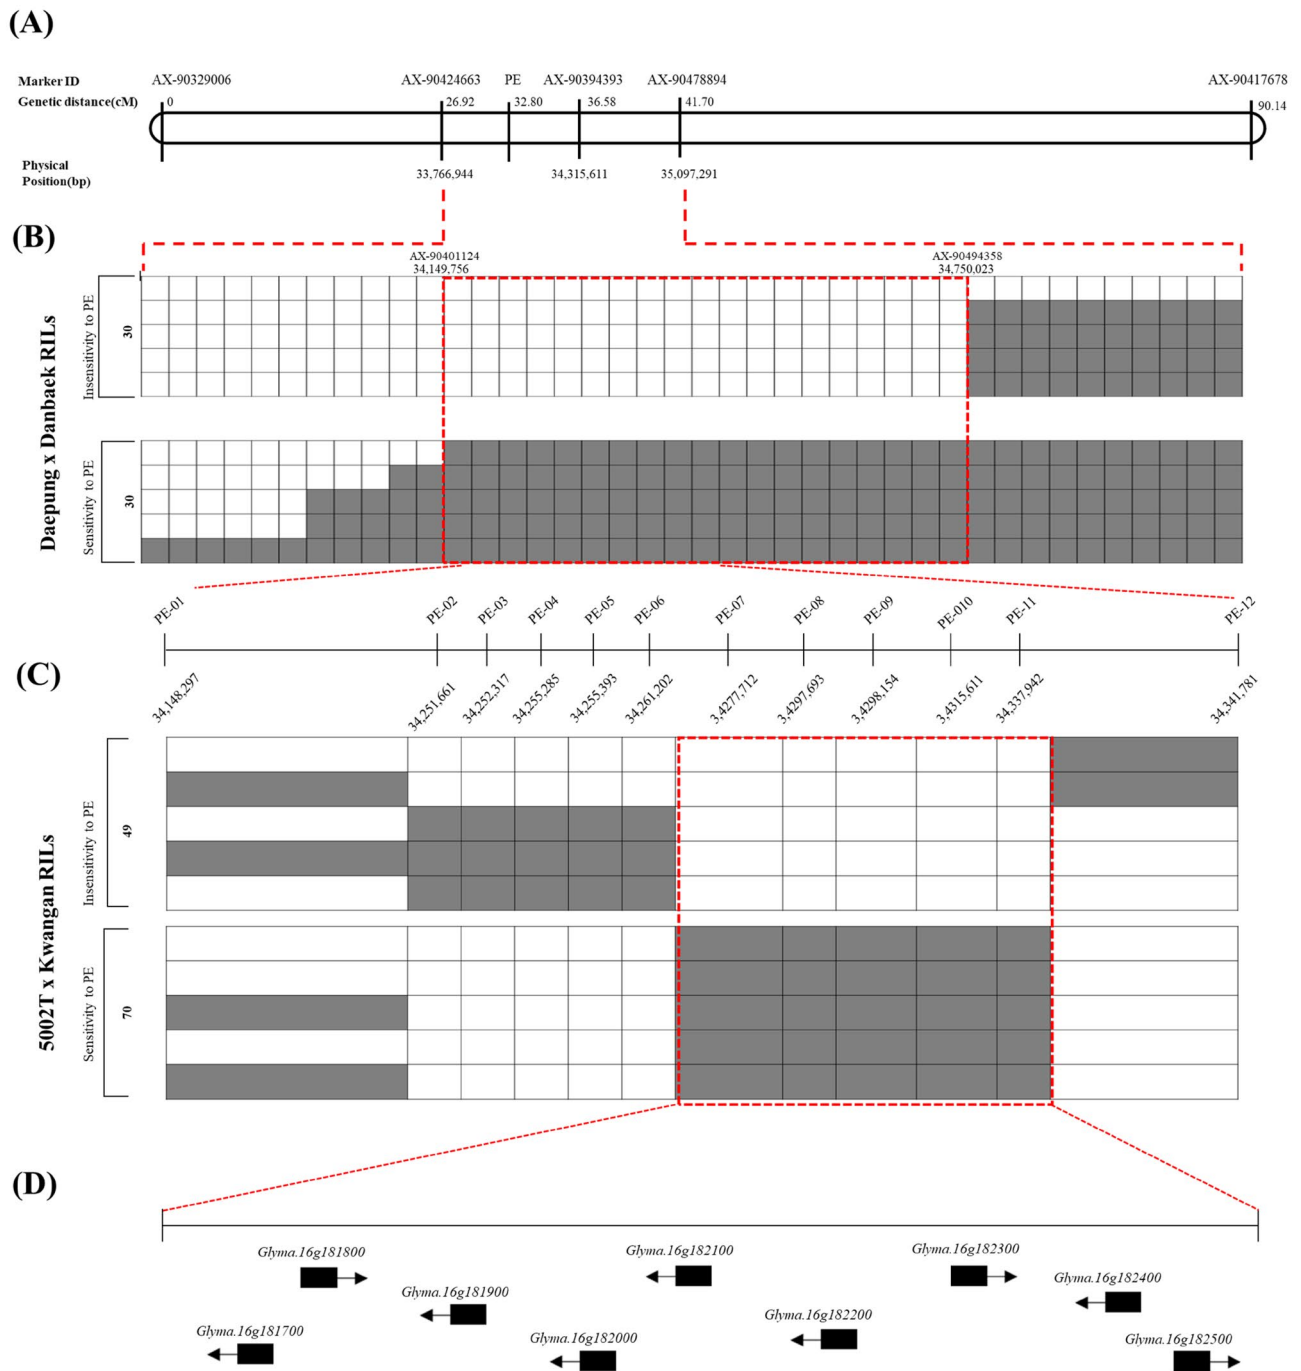 (A)
Marker ID AX-90329006 AX-90424663 PE AX-90394393 AX-90478894 AX-90417678
Genetic distance(cM) 0 26.92 32.80 36.58 41.70 90.14
Physical
Position(bp) 33,766,944 34,315,611 35,097,291
(B)
AX-90401124 AX-90494358
34,149,756 34,750,023
Daepung x Danbaek RILs
Insensitivity to PE
30
Sensitivity to PE
30
PE-01 PE-02 PE-03 PE-04 PE-05 PE-06 PE-07 PE-08 PE-09 PE-010 PE-11 PE-12
(C)
34,148,297 34,251,661 34,252,317 34,255,285 34,255,393 34,261,202 3,4277,712 3,4297,693 3,4298,154 3,4315,611 34,337,942 34,341,781
5002T x Kwangan RILs
Insensitivity to PE
49
Sensitivity to PE
70
(D)
Glyma.16g181800 Glyma.16g182100 Glyma.16g182300
Glyma.16g181900 Glyma.16g182400
Glyma.16g182200
Glyma.16g181700 Glyma.16g182000 Glyma.16g182500